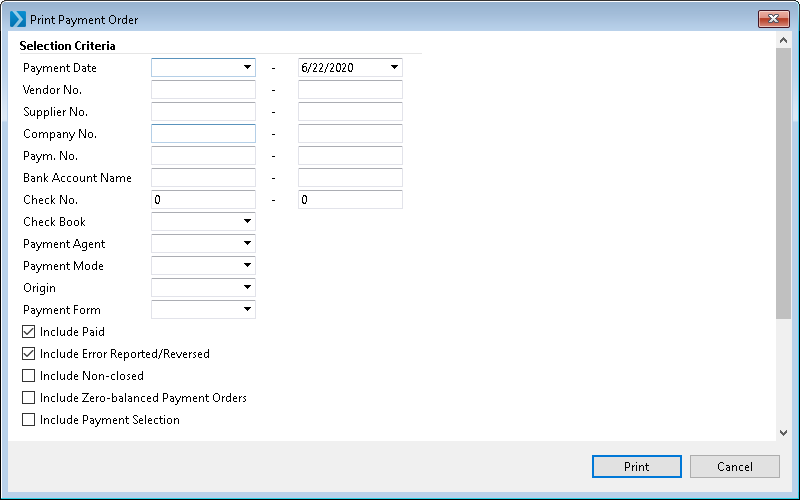 Print Payment Order
Selection Criteria
Payment Date - 6/22/2020
Vendor No. -
Supplier No. -
Company No. -
Paym. No. -
Bank Account Name -
Check No. 0 - 0
Check Book
Payment Agent
Payment Mode
Origin
Payment Form
Include Paid
Include Error Reported/Reversed
Include Non-closed
Include Zero-balanced Payment Orders
Include Payment Selection
Print Cancel